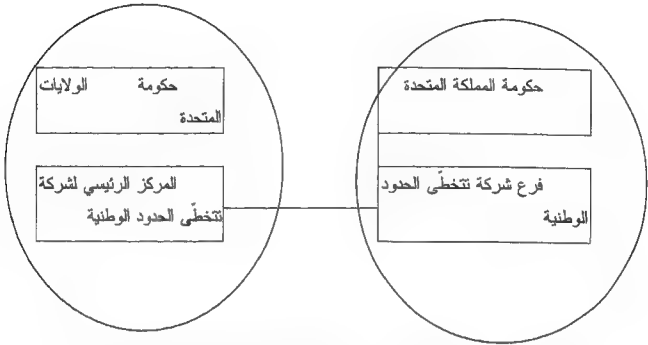 حكومة الولايات
المتحدة
حكومة المملكة المتحدة
المركز الرئيسي لشركة
تتخطّى الحدود الوطنية
فرع شركة تتخطّى الحدود
الوطنية